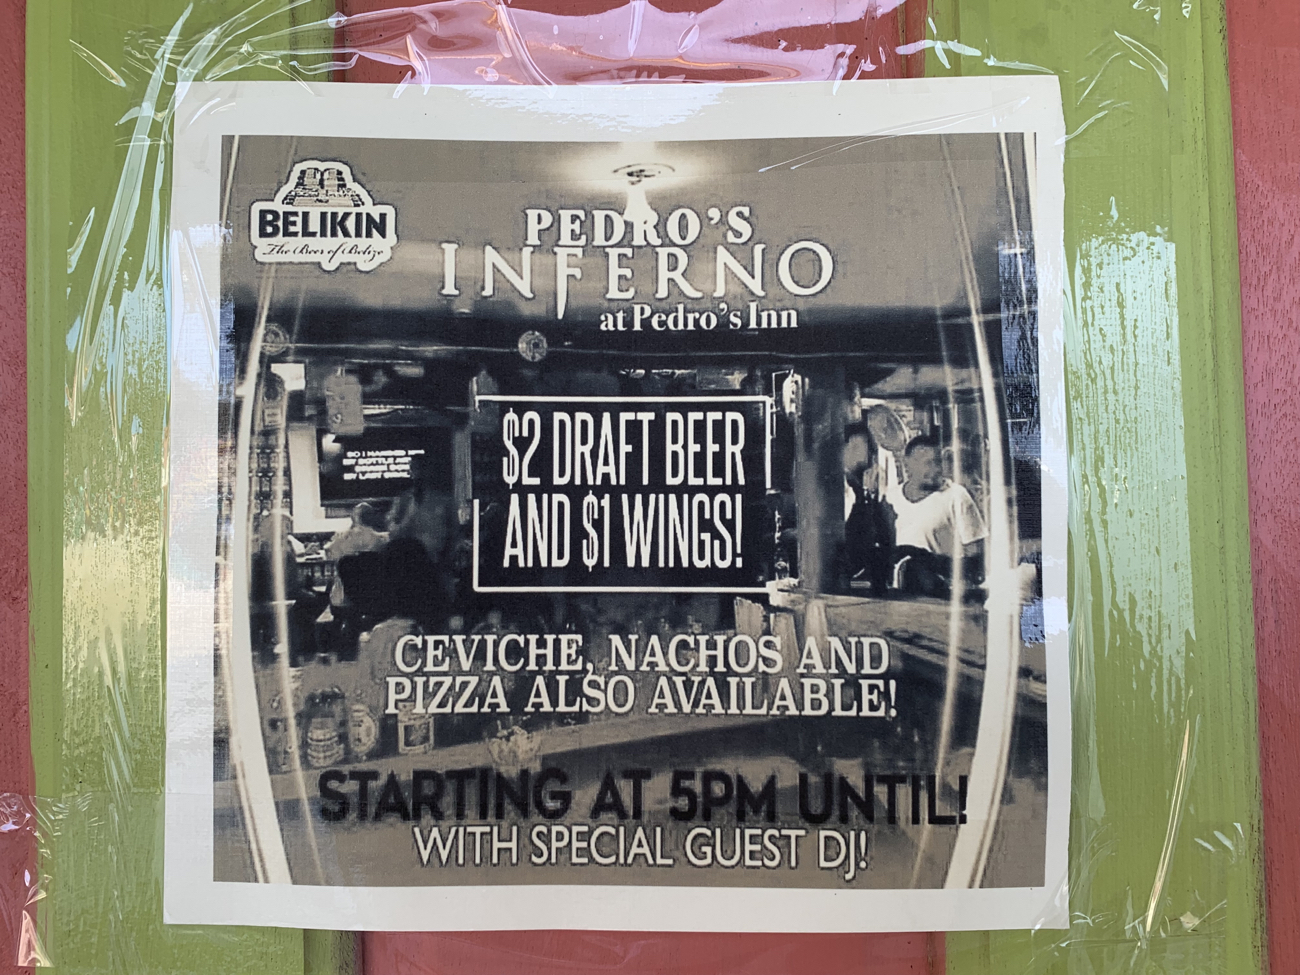 BELIKIN
The Beer of Belize
PEDRO'S
INFERNO
at Pedro's Inn
$2 DRAFT BEER
AND $1 WINGS!
CEVICHE, NACHOS AND
PIZZA ALSO AVAILABLE!
STARTING AT 5PM UNTIL!
WITH SPECIAL GUEST DJ!